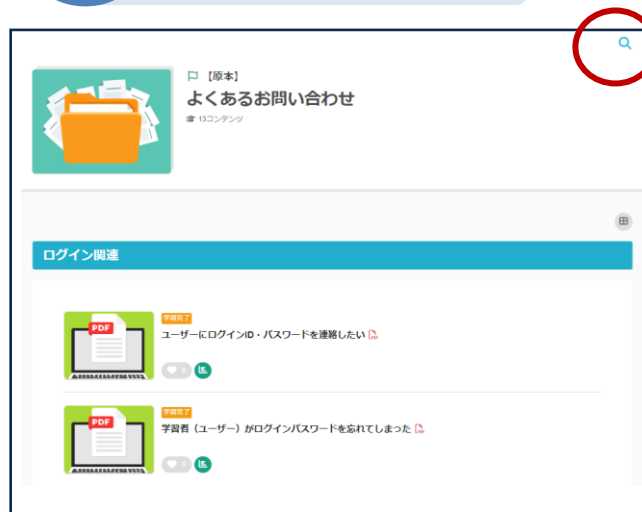 【原本】
よくあるお問い合わせ
13コンテンツ
ログイン関連
学習完了
PDF
ユーザーにログインID・パスワードを連絡したい
学習完了
PDF
学習者（ユーザー）がログインパスワードを忘れてしまった